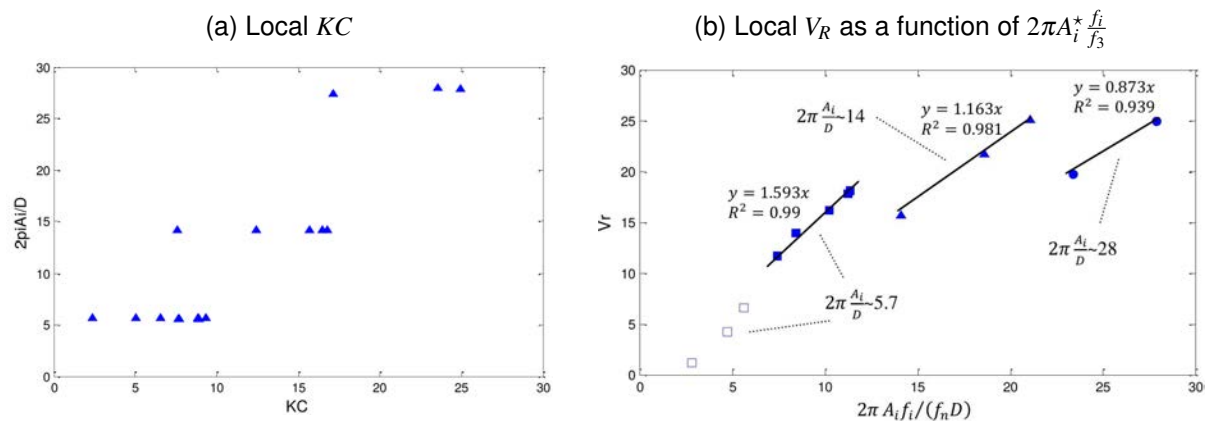 (a) Local KC
30
25
20
15
10
5
0
2piAi/D
0 5 10 15 20 25 30
KC
(b) Local V_R as a function of 2πA_i^⋆ f_i/f_3
30
25
20
15
10
5
0
Vr
y = 0.873x
R² = 0.939
y = 1.163x
R² = 0.981
2π A_i/D ~14
y = 1.593x
R² = 0.99
2π A_i/D ~28
2π A_i/D ~5.7
0 5 10 15 20 25 30
2π A_i f_i/(f_n D)